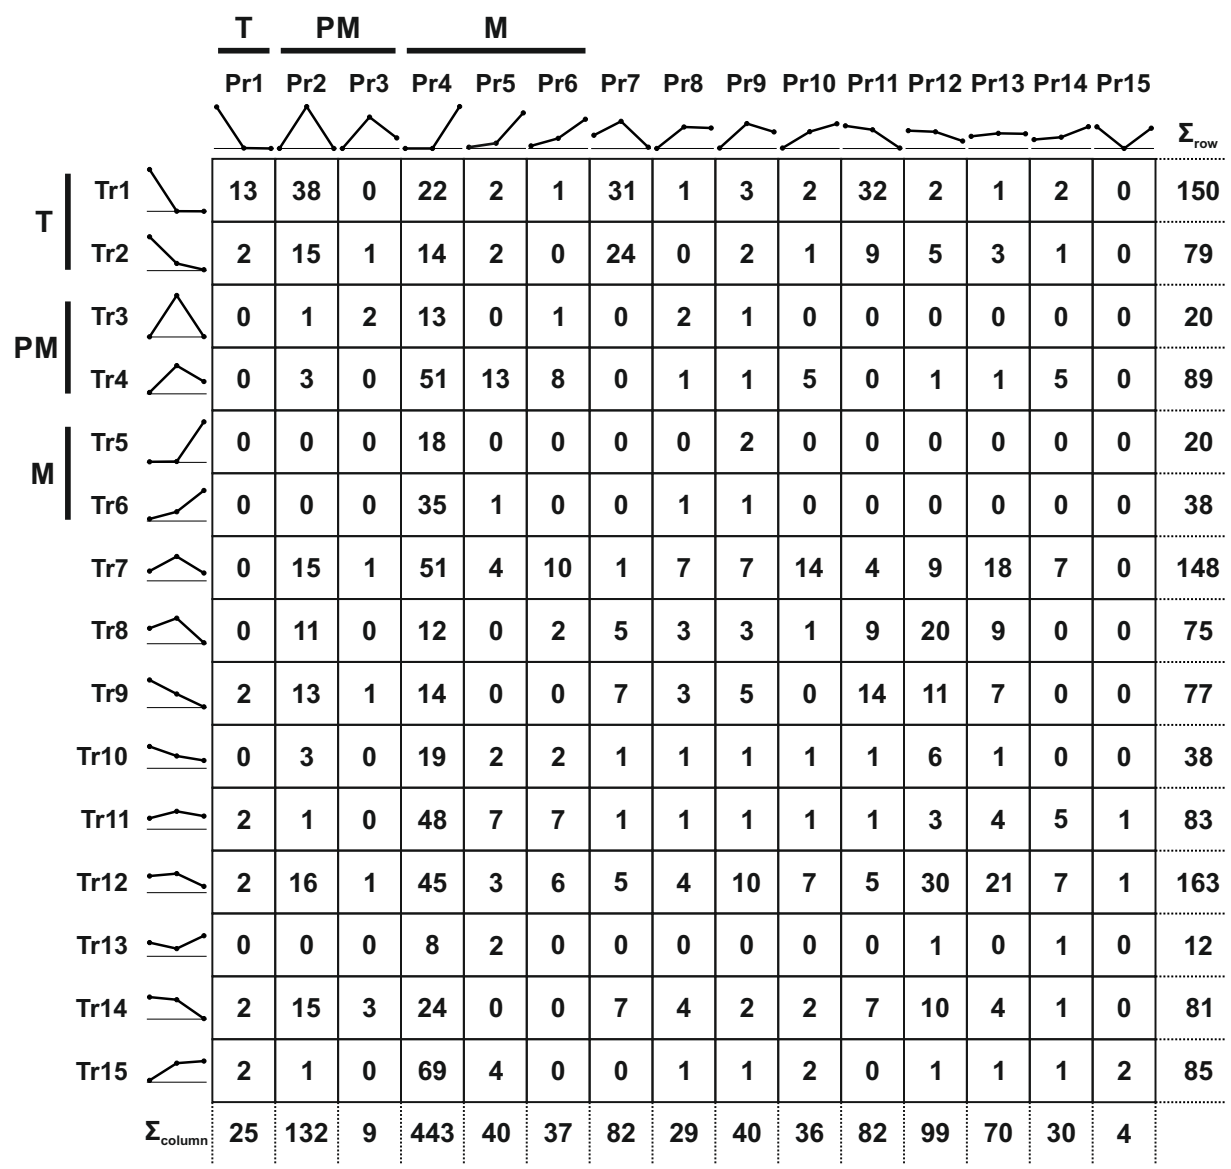 T PM M
Pr1 Pr2 Pr3 Pr4 Pr5 Pr6 Pr7 Pr8 Pr9 Pr10 Pr11 Pr12 Pr13 Pr14 Pr15
Σrow
Tr1 13 38 0 22 2 1 31 1 3 2 32 2 1 2 0 150
T
Tr2 2 15 1 14 2 0 24 0 2 1 9 5 3 1 0 79
Tr3 0 1 2 13 0 1 0 2 1 0 0 0 0 0 0 20
PM
Tr4 0 3 0 51 13 8 0 1 1 5 0 1 1 5 0 89
Tr5 0 0 0 18 0 0 0 0 2 0 0 0 0 0 0 20
M
Tr6 0 0 0 35 1 0 0 1 1 0 0 0 0 0 0 38
Tr7 0 15 1 51 4 10 1 7 7 14 4 9 18 7 0 148
Tr8 0 11 0 12 0 2 5 3 3 1 9 20 9 0 0 75
Tr9 2 13 1 14 0 0 7 3 5 0 14 11 7 0 0 77
Tr10 0 3 0 19 2 2 1 1 1 1 1 6 1 0 0 38
Tr11 2 1 0 48 7 7 1 1 1 1 1 3 4 5 1 83
Tr12 2 16 1 45 3 6 5 4 10 7 5 30 21 7 1 163
Tr13 0 0 0 8 2 0 0 0 0 0 0 1 0 1 0 12
Tr14 2 15 3 24 0 0 7 4 2 2 7 10 4 1 0 81
Tr15 2 1 0 69 4 0 0 1 1 2 0 1 1 1 2 85
Σcolumn 25 132 9 443 40 37 82 29 40 36 82 99 70 30 4